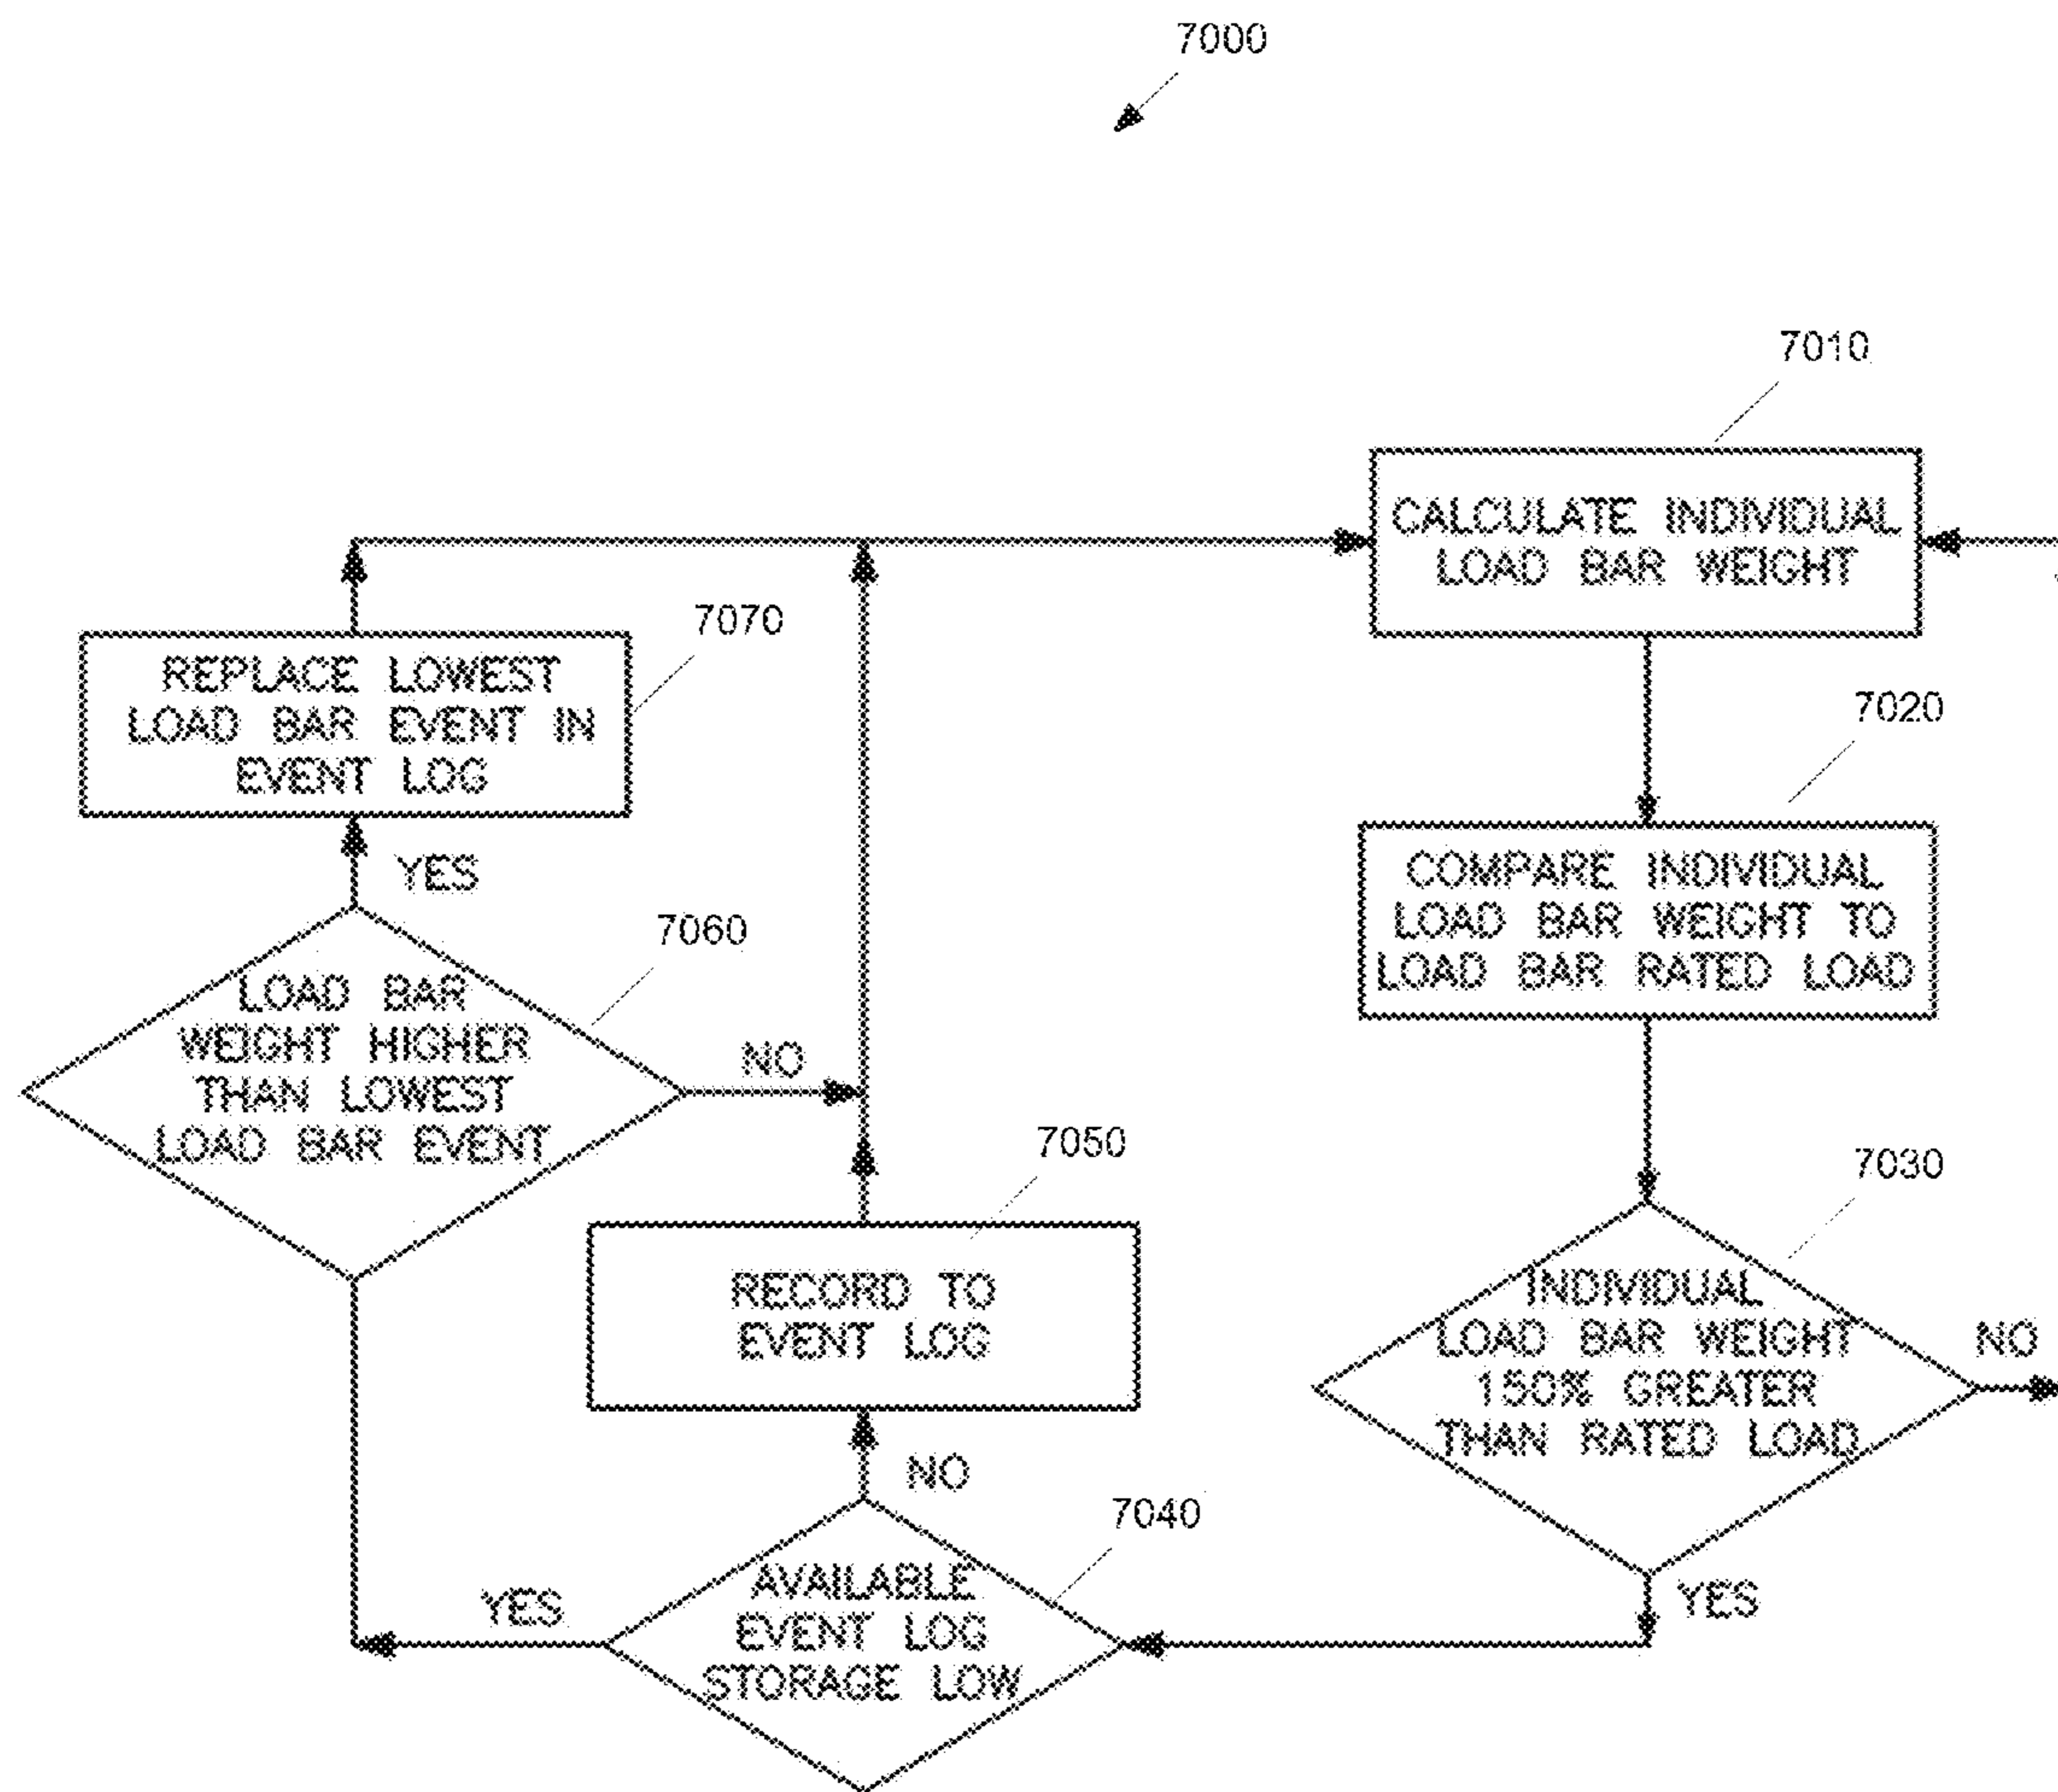 7000
7010
CALCULATE INDIVIDUAL
LOAD BAR WEIGHT
7020
COMPARE INDIVIDUAL
LOAD BAR WEIGHT TO
LOAD BAR RATED LOAD
7030
INDIVIDUAL
LOAD BAR WEIGHT
150% GREATER
THAN RATED LOAD
NO
YES
7040
AVAILABLE
EVENT LOG
STORAGE LOW
NO
YES
7050
RECORD TO
EVENT LOG
7060
LOAD BAR
WEIGHT HIGHER
THAN LOWEST
LOAD BAR EVENT
NO
YES
7070
REPLACE LOWEST
LOAD BAR EVENT IN
EVENT LOG